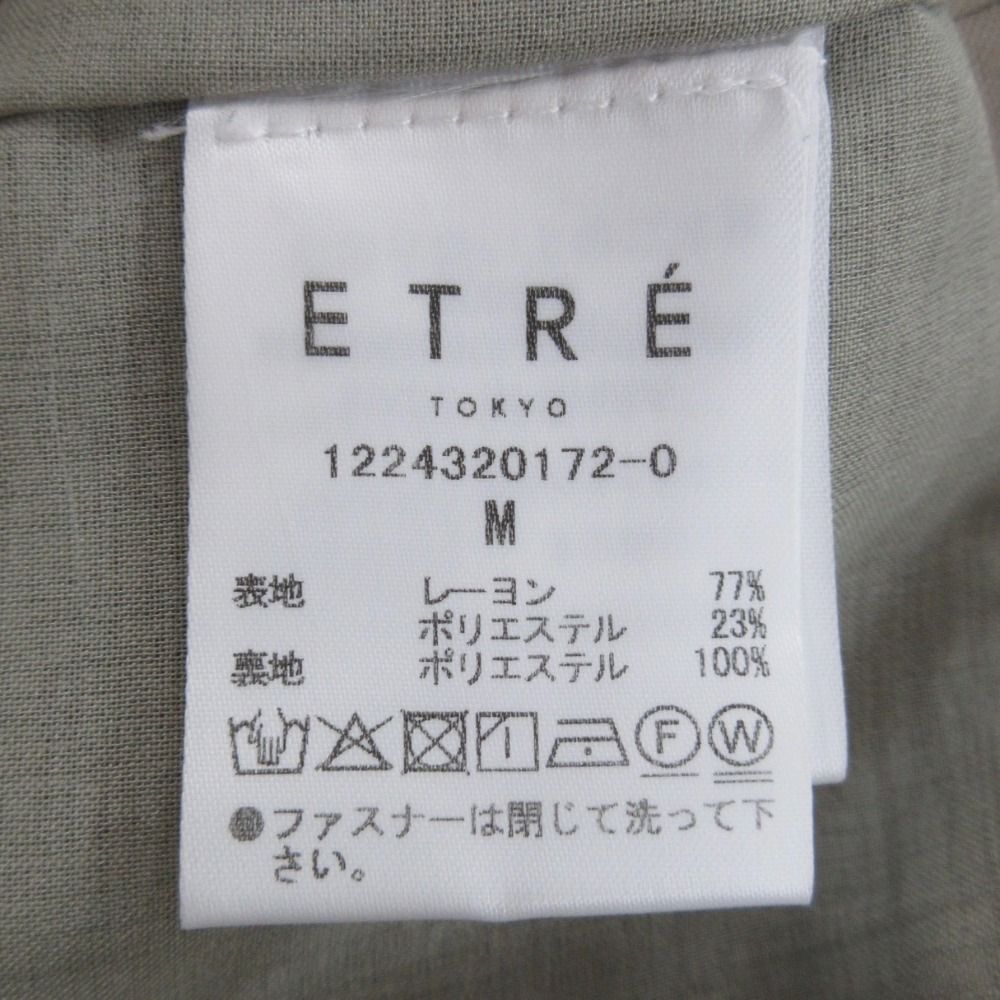 ETRÉ
TOKYO
1224320172-0
M
表地 レーヨン 77%
ポリエステル 23%
裏地 ポリエステル 100%
F W
●ファスナーは閉じて洗って下
さい。